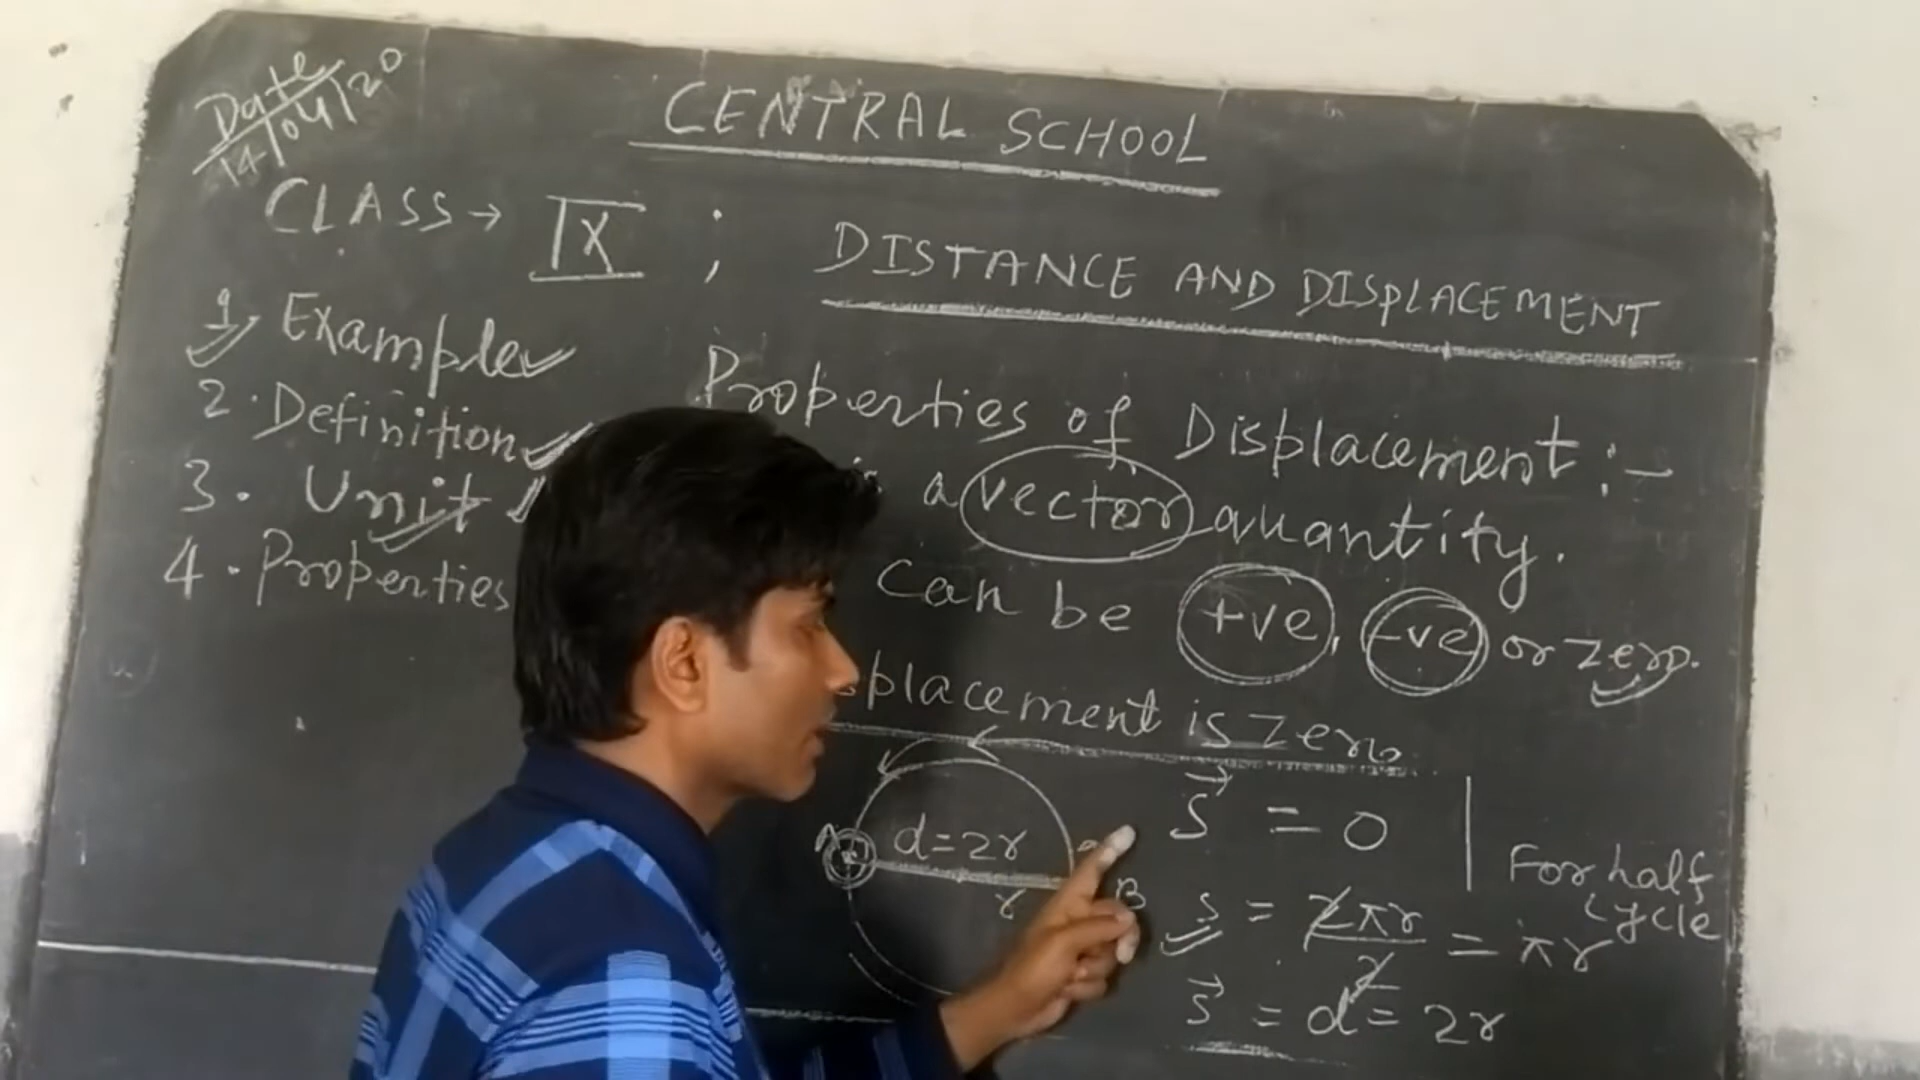 Date
14/04/20
CENTRAL SCHOOL
CLASS → IX ; DISTANCE AND DISPLACEMENT
1. Example
2. Definition
3. Unit
4. Properties
Properties of Displacement :-
a vector quantity.
can be +ve, -ve or zero.
splacement is zero.
A d=2r
r B
s⃗ = 0
For half cycle
s = 2πr/2 = πr
s⃗ = d = 2r